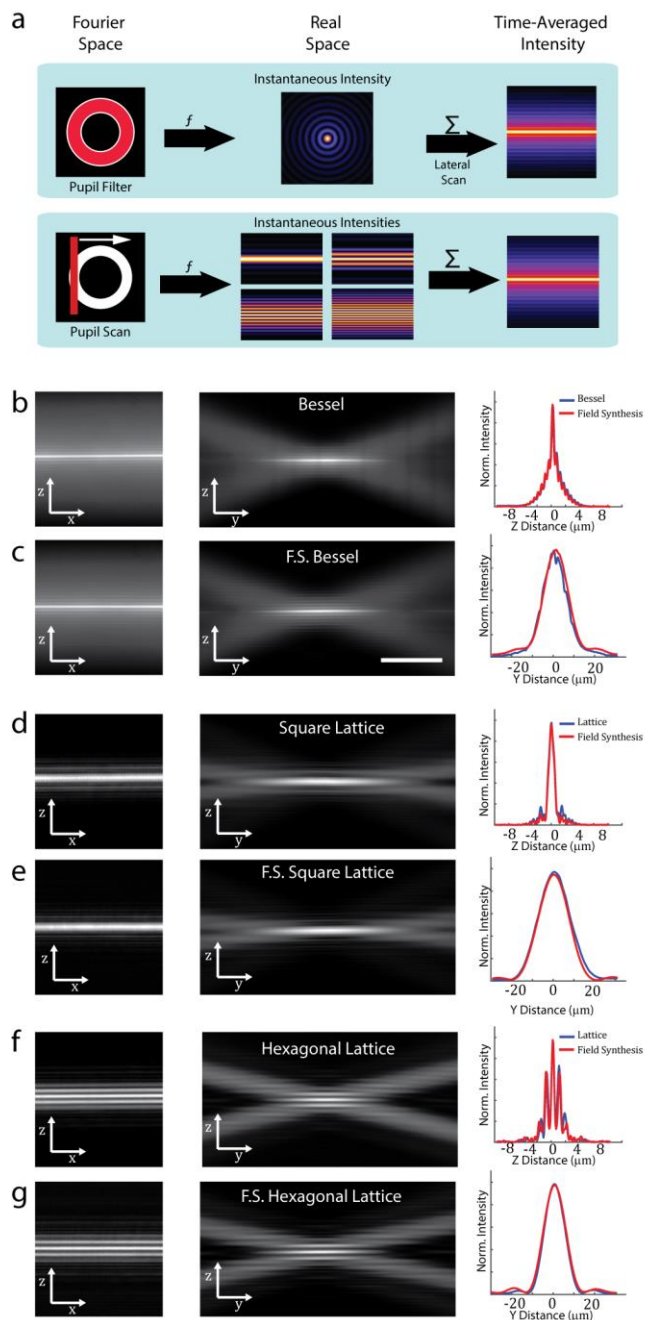 a
Fourier
Space
Real
Space
Time-Averaged
Intensity
Instantaneous Intensity
f
Σ
Lateral
Scan
Pupil Filter
Instantaneous Intensities
f
Σ
Pupil Scan
b
z
x
Bessel
z
y
Norm. Intensity
Bessel
Field Synthesis
-8 -4 0 4 8
Z Distance (μm)
c
z
x
F.S. Bessel
z
y
Norm. Intensity
-20 0 20
Y Distance (μm)
d
z
x
Square Lattice
z
y
Norm. Intensity
Lattice
Field Synthesis
-8 -4 0 4 8
Z Distance (μm)
e
z
x
F.S. Square Lattice
z
y
Norm. Intensity
-20 0 20
Y Distance (μm)
f
z
x
Hexagonal Lattice
z
y
Norm. Intensity
Lattice
Field Synthesis
-8 -4 0 4 8
Z Distance (μm)
g
z
x
F.S. Hexagonal Lattice
z
y
Norm. Intensity
-20 0 20
Y Distance (μm)